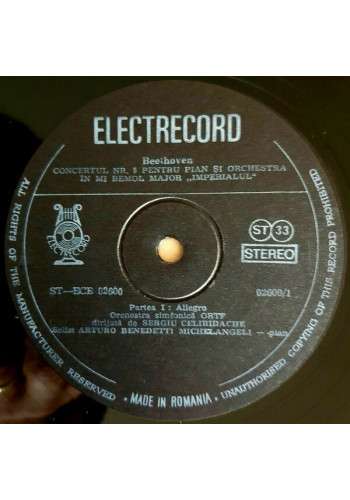 ELECTRECORD
Beethoven
CONCERTUL NR. 5 PENTRU PIAN ȘI ORCHESTRA
IN MI BEMOL MAJOR „IMPERIALUL"
ELECTRECORD
ST 33
STEREO
ST—ECE 02600
02600/1
Partea I : Allegro
Orchestra simfonică ORTF
dirijată de SERGIU CELIBIDACHE
Solist ARTURO BENEDETTI MICHELANGELI — pian
ALL RIGHTS OF THE MANUFACTURER RESERVED
• MADE IN ROMANIA •
UNAUTHORISED COPYING OF THIS RECORD PROHIBITED